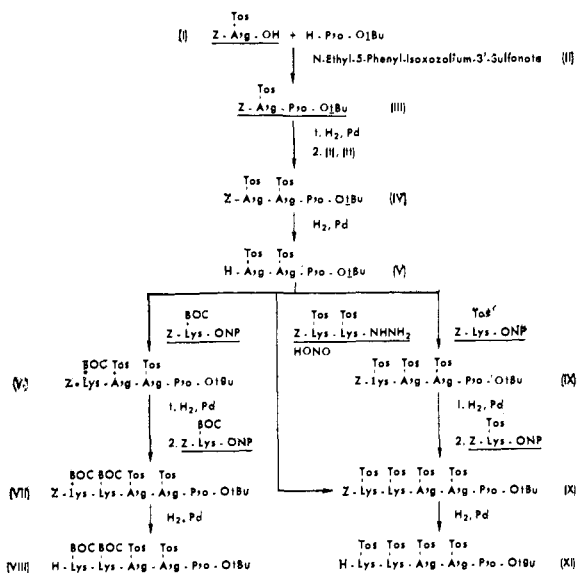 Tos
(I) Z - Arg - OH + H - Pro - OtBu
N-Ethyl-5-Phenyl-Isoxozolium-3'-Sulfonate (II)
Tos
Z - Arg - Pro - OtBu (III)
1. H2, Pd
2. (I), (II)
Tos Tos
Z - Arg - Arg - Pro - OtBu (IV)
H2, Pd
Tos Tos
H - Arg - Arg - Pro - OtBu (V)
BOC
Z - Lys - ONP
Tos Tos
Z - Lys - Lys - NHNH2
HONO
Tos
Z - Lys - ONP
BOC Tos Tos
Z - Lys - Arg - Arg - Pro - OtBu
Tos Tos Tos
Z - Lys - Arg - Arg - Pro - OtBu (IX)
1. H2, Pd
BOC
2. Z - Lys - ONP
1. H2, Pd
Tos
2. Z - Lys - ONP
BOC BOC Tos Tos
(VII) Z - Lys - Lys - Arg - Arg - Pro - OtBu
Tos Tos Tos Tos
Z - Lys - Lys - Arg - Arg - Pro - OtBu (X)
H2, Pd
H2, Pd
BOC BOC Tos Tos
(VIII) H - Lys - Lys - Arg - Arg - Pro - OtBu
Tos Tos Tos Tos
H - Lys - Lys - Arg - Arg - Pro - OtBu (XI)